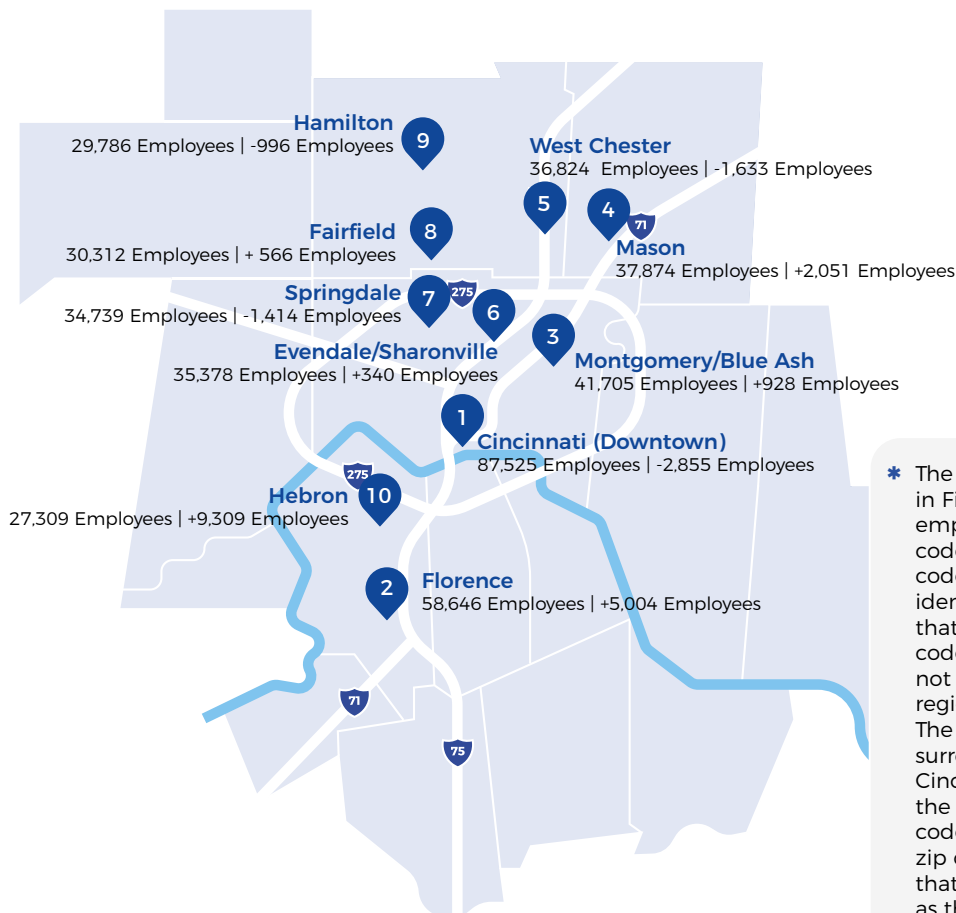 Hamilton
29,786 Employees | -996 Employees
9
West Chester
36,824 Employees | -1,633 Employees
5
4
71
Mason
37,874 Employees | +2,051 Employees
8
Fairfield
30,312 Employees | + 566 Employees
Springdale
34,739 Employees | -1,414 Employees
7
275
6
Evendale/Sharonville
35,378 Employees | +340 Employees
3
Montgomery/Blue Ash
41,705 Employees | +928 Employees
1
Cincinnati (Downtown)
87,525 Employees | -2,855 Employees
275
Hebron
10
27,309 Employees | +9,309 Employees
2
Florence
58,646 Employees | +5,004 Employees
71
75
* The
in Fi
emp
code
code
iden
that
code
not
regi
The
surr
Cinc
the
code
zip c
that
as th